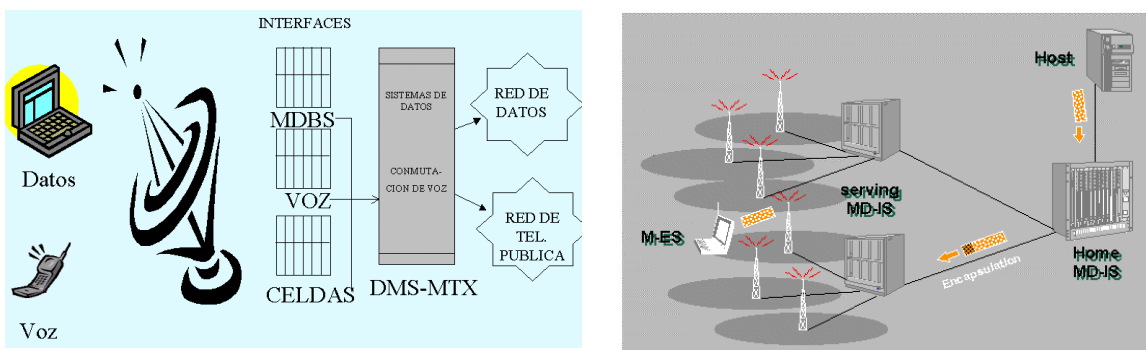 INTERFACES
SISTEMAS DE
DATOS
RED DE
DATOS
MDBS
Datos
CONMUTA-
CION DE VOZ
VOZ
RED DE
TEL.
PUBLICA
CELDAS
DMS-MTX
Voz
Host
serving
MD-IS
M-ES
Home
MD-IS
Encapsulation